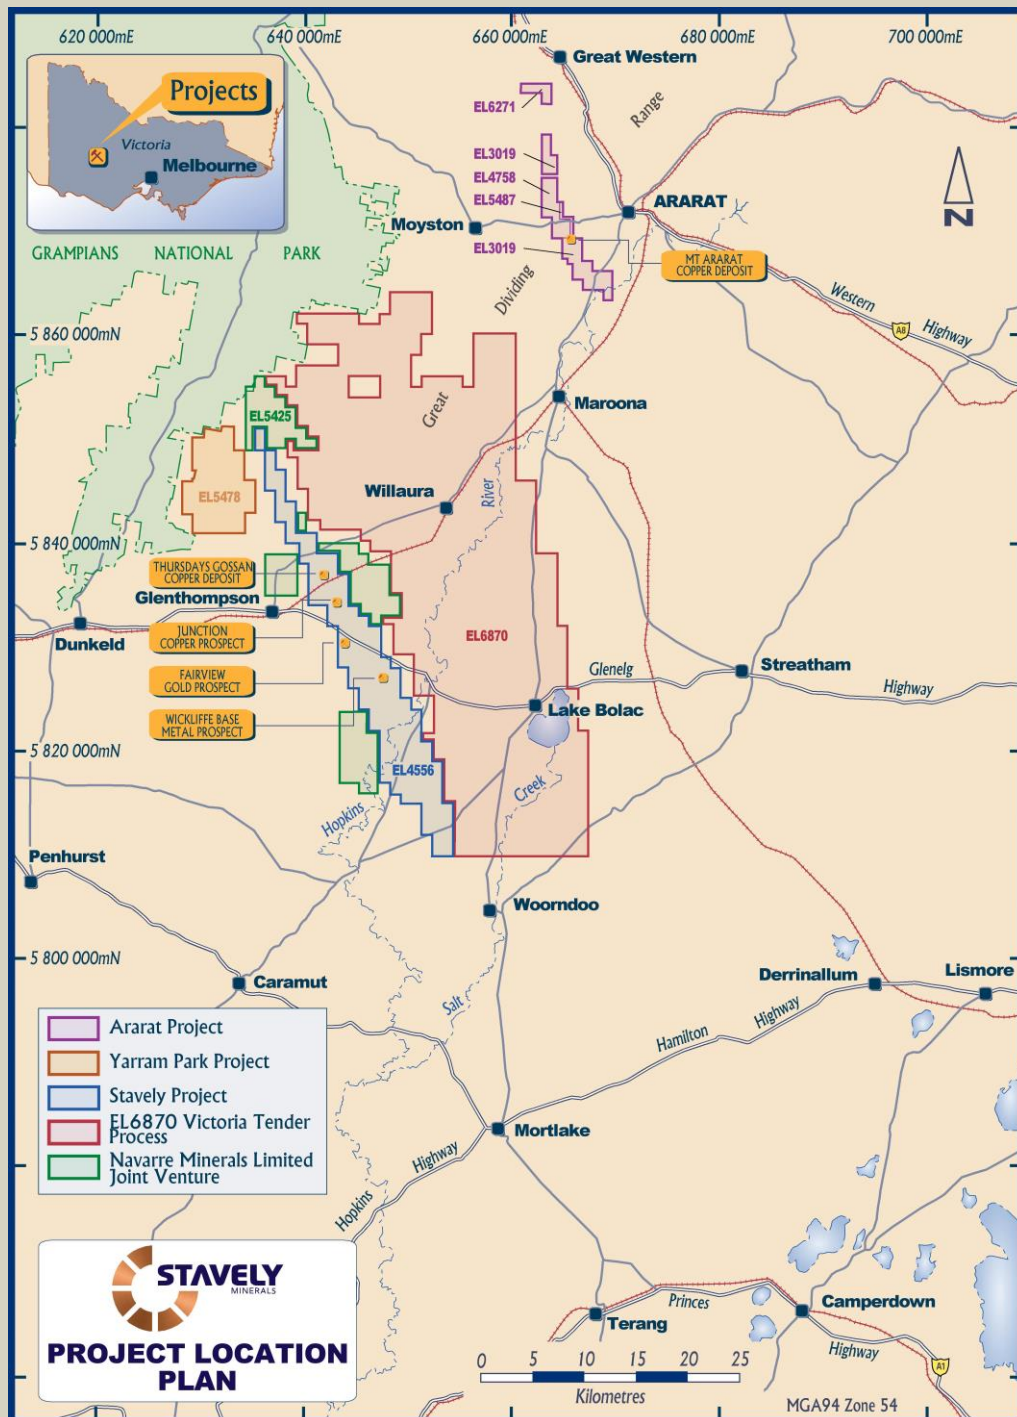 620 000mE
640 000mE
660 000mE
680 000mE
700 000mE
Projects
Victoria
Melbourne
Great Western
EL6271
Range
EL3019
EL4758
EL5487
ARARAT
Moyston
EL3019
MT ARARAT
COPPER DEPOSIT
N
GRAMPIANS NATIONAL PARK
Dividing
Western
Highway
A8
5 860 000mN
Maroona
Great
EL5425
Willaura
EL5478
River
5 840 000mN
THURSDAYS GOSSAN
COPPER DEPOSIT
Glenthompson
Dunkeld
JUNCTION
COPPER PROSPECT
EL6870
FAIRVIEW
GOLD PROSPECT
Glenelg
Streatham
Highway
WICKLIFFE BASE
METAL PROSPECT
Lake Bolac
5 820 000mN
EL4556
Creek
Hopkins
Penhurst
Woorndoo
5 800 000mN
Caramut
Derrinallum
Lismore
Salt
Hamilton
Highway
Ararat Project
Yarram Park Project
Stavely Project
EL6870 Victoria Tender
Process
Navarre Minerals Limited
Joint Venture
Mortlake
Highway
Hopkins
STAVELY
MINERALS
PROJECT LOCATION
PLAN
Princes
Terang
Camperdown
Highway
A1
0 5 10 15 20 25
Kilometres
MGA94 Zone 54